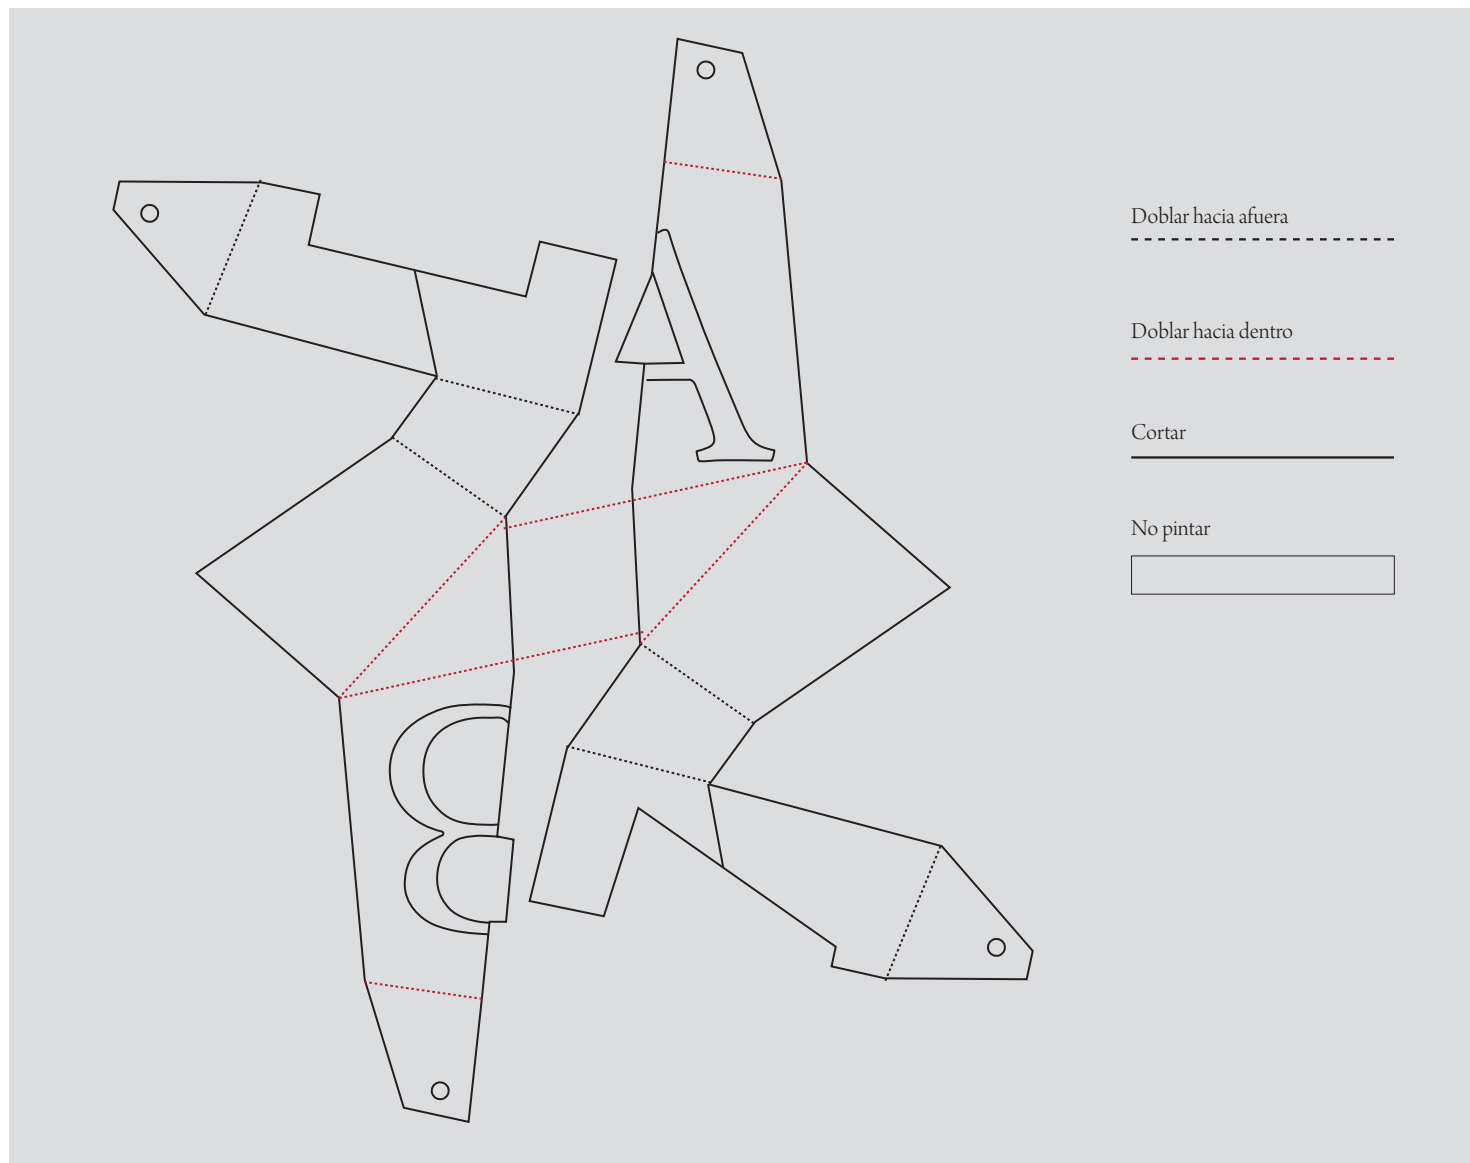 A
Doblar hacia afuera
Doblar hacia dentro
Cortar
No pintar
B